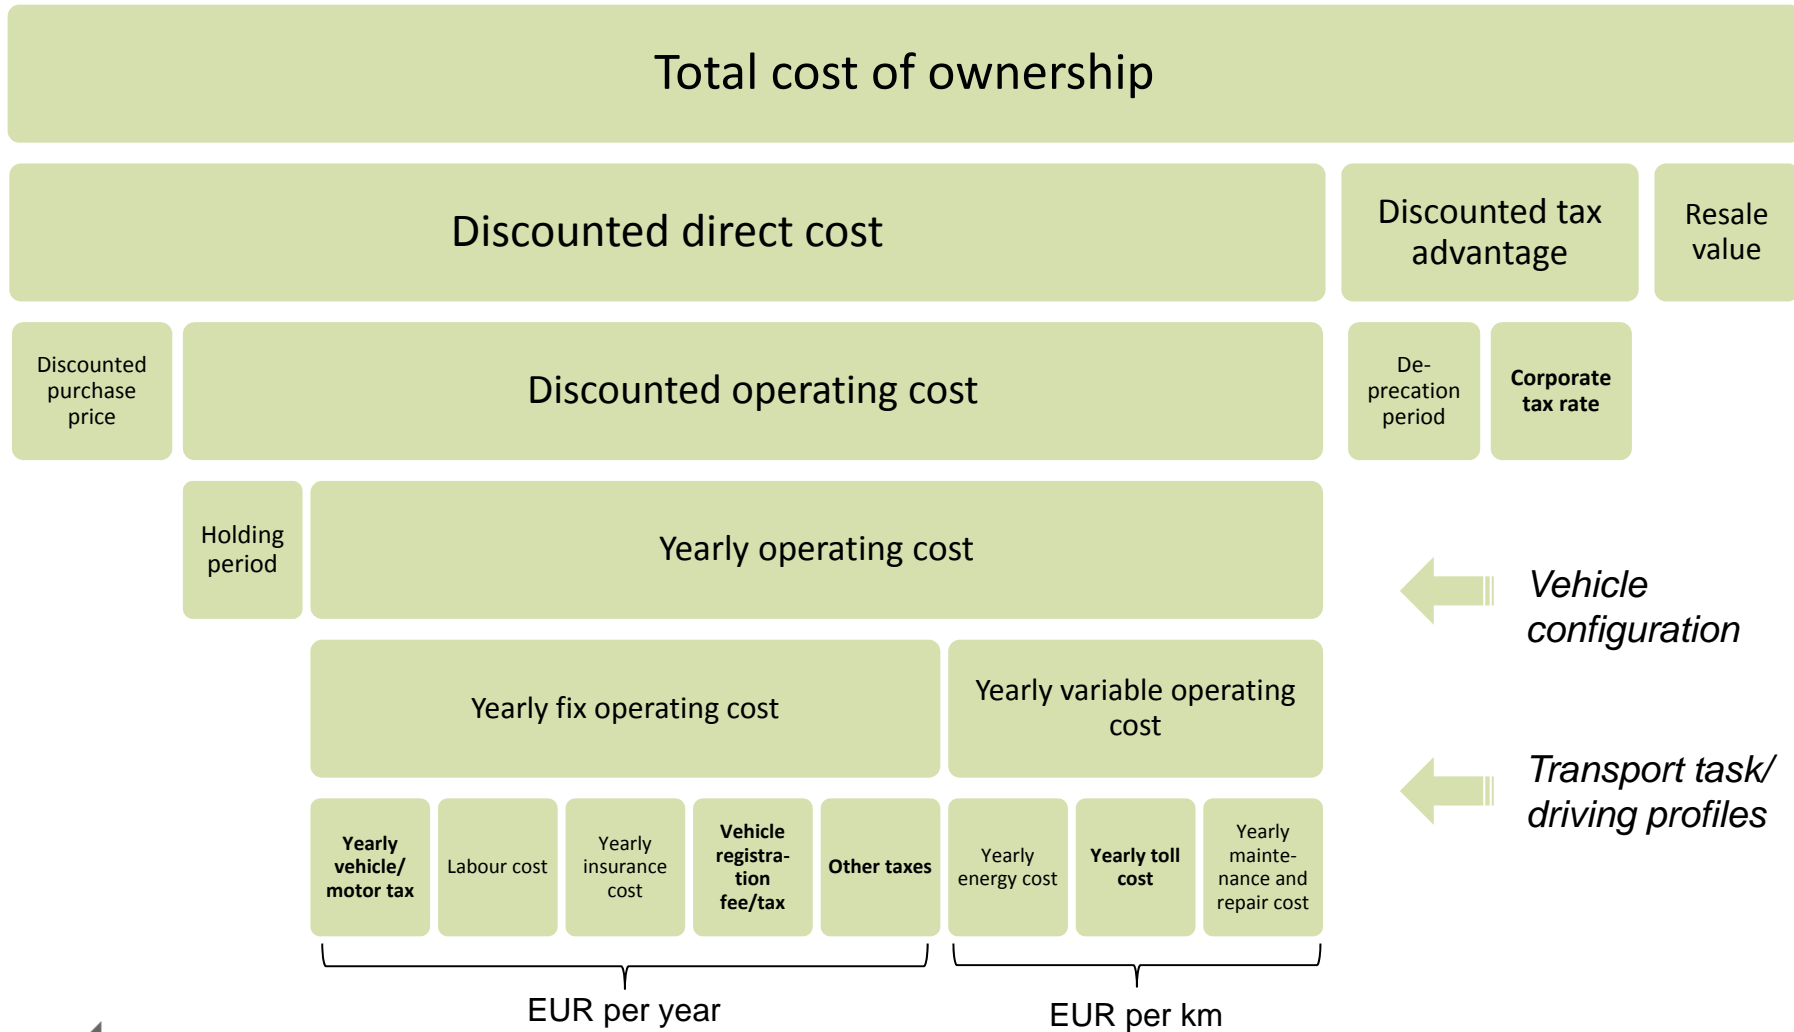 Total cost of ownership
Discounted direct cost
Discounted tax
advantage
Resale
value
Discounted
purchase
price
Discounted operating cost
De-
precation
period
Corporate
tax rate
Holding
period
Yearly operating cost
Vehicle
configuration
Yearly fix operating cost
Yearly variable operating
cost
Transport task/
driving profiles
Yearly
vehicle/
motor tax
Labour cost
Yearly
insurance
cost
Vehicle
registra-
tion
fee/tax
Other taxes
Yearly
energy cost
Yearly toll
cost
Yearly
mainte-
nance and
repair cost
EUR per year
EUR per km